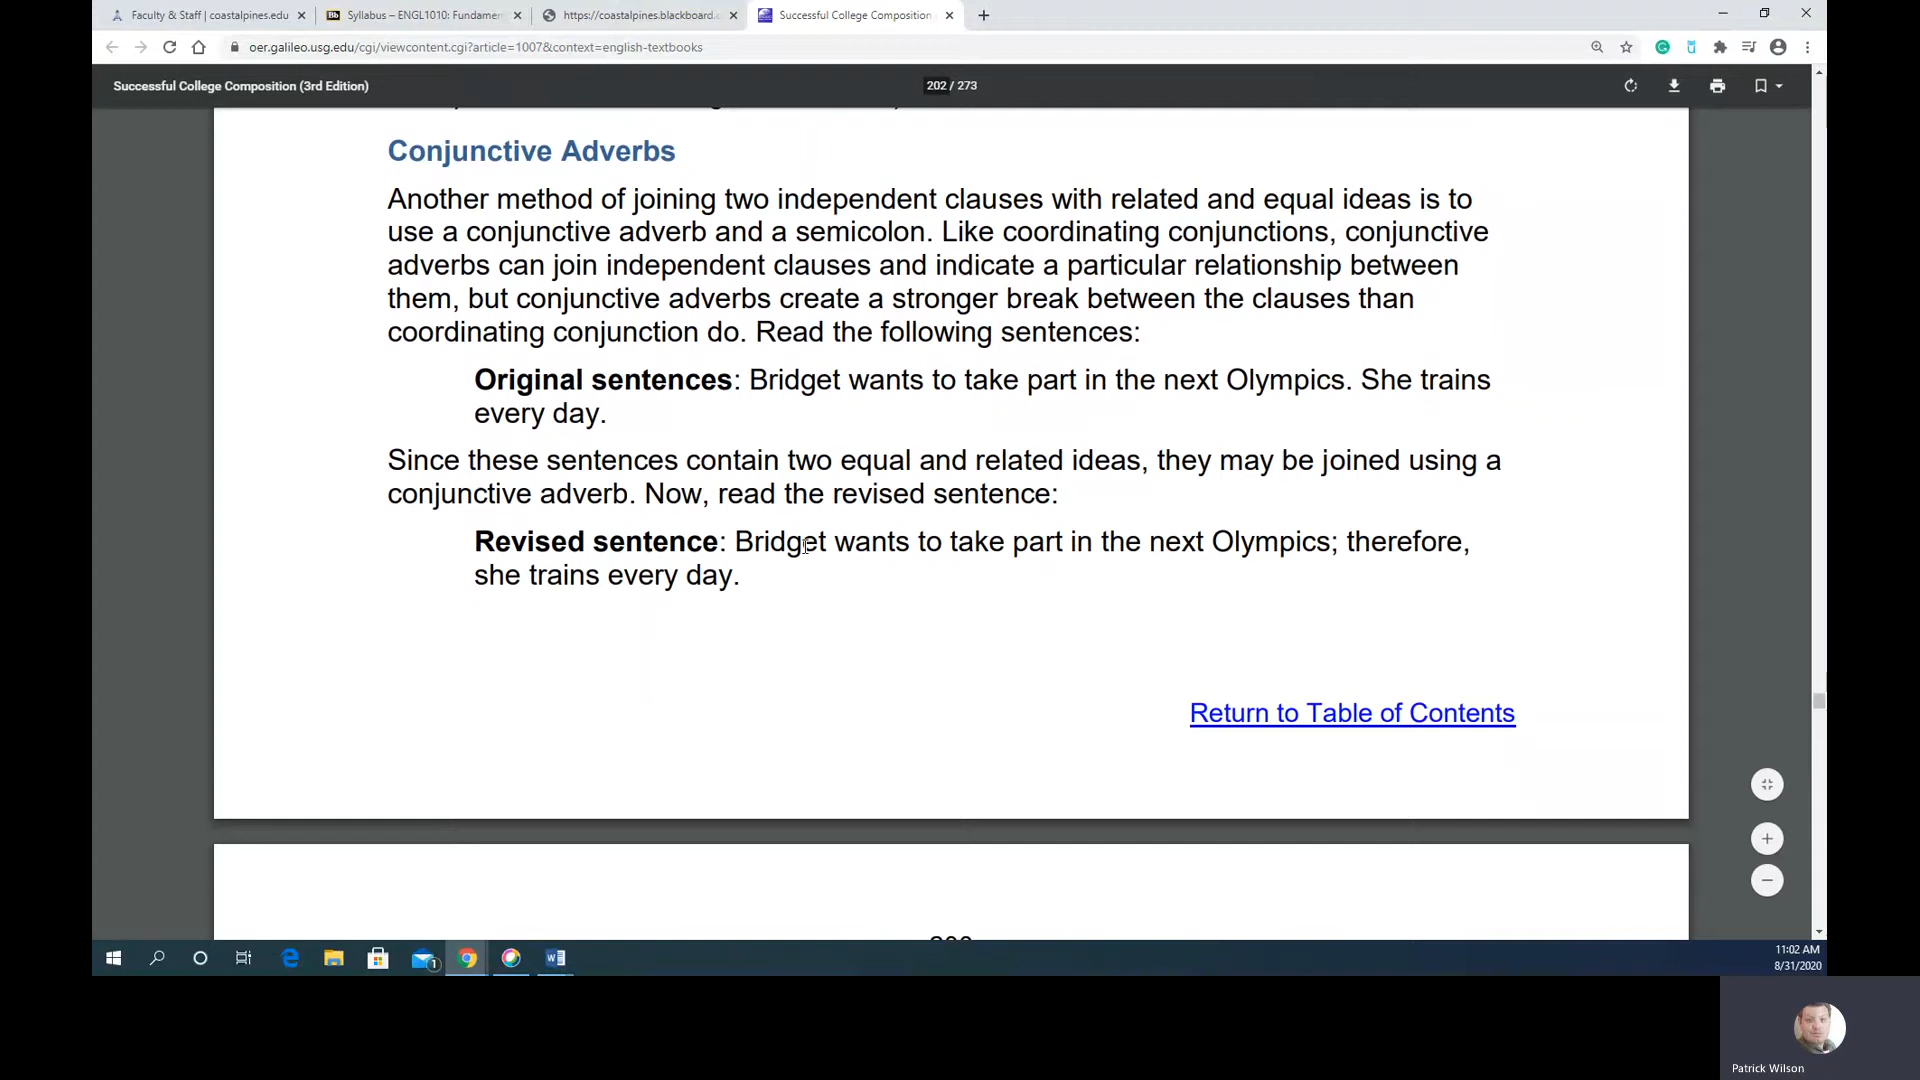 Faculty & Staff | coastalpines.edu
Syllabus – ENGL1010: Fundamen
https://coastalpines.blackboard.c
Successful College Composition
oer.galileo.usg.edu/cgi/viewcontent.cgi?article=1007&context=english-textbooks
Successful College Composition (3rd Edition)
202 / 273
Conjunctive Adverbs
Another method of joining two independent clauses with related and equal ideas is to
use a conjunctive adverb and a semicolon. Like coordinating conjunctions, conjunctive
adverbs can join independent clauses and indicate a particular relationship between
them, but conjunctive adverbs create a stronger break between the clauses than
coordinating conjunction do. Read the following sentences:
Original sentences: Bridget wants to take part in the next Olympics. She trains
every day.
Since these sentences contain two equal and related ideas, they may be joined using a
conjunctive adverb. Now, read the revised sentence:
Revised sentence: Bridget wants to take part in the next Olympics; therefore,
she trains every day.
Return to Table of Contents
11:02 AM
8/31/2020
Patrick Wilson